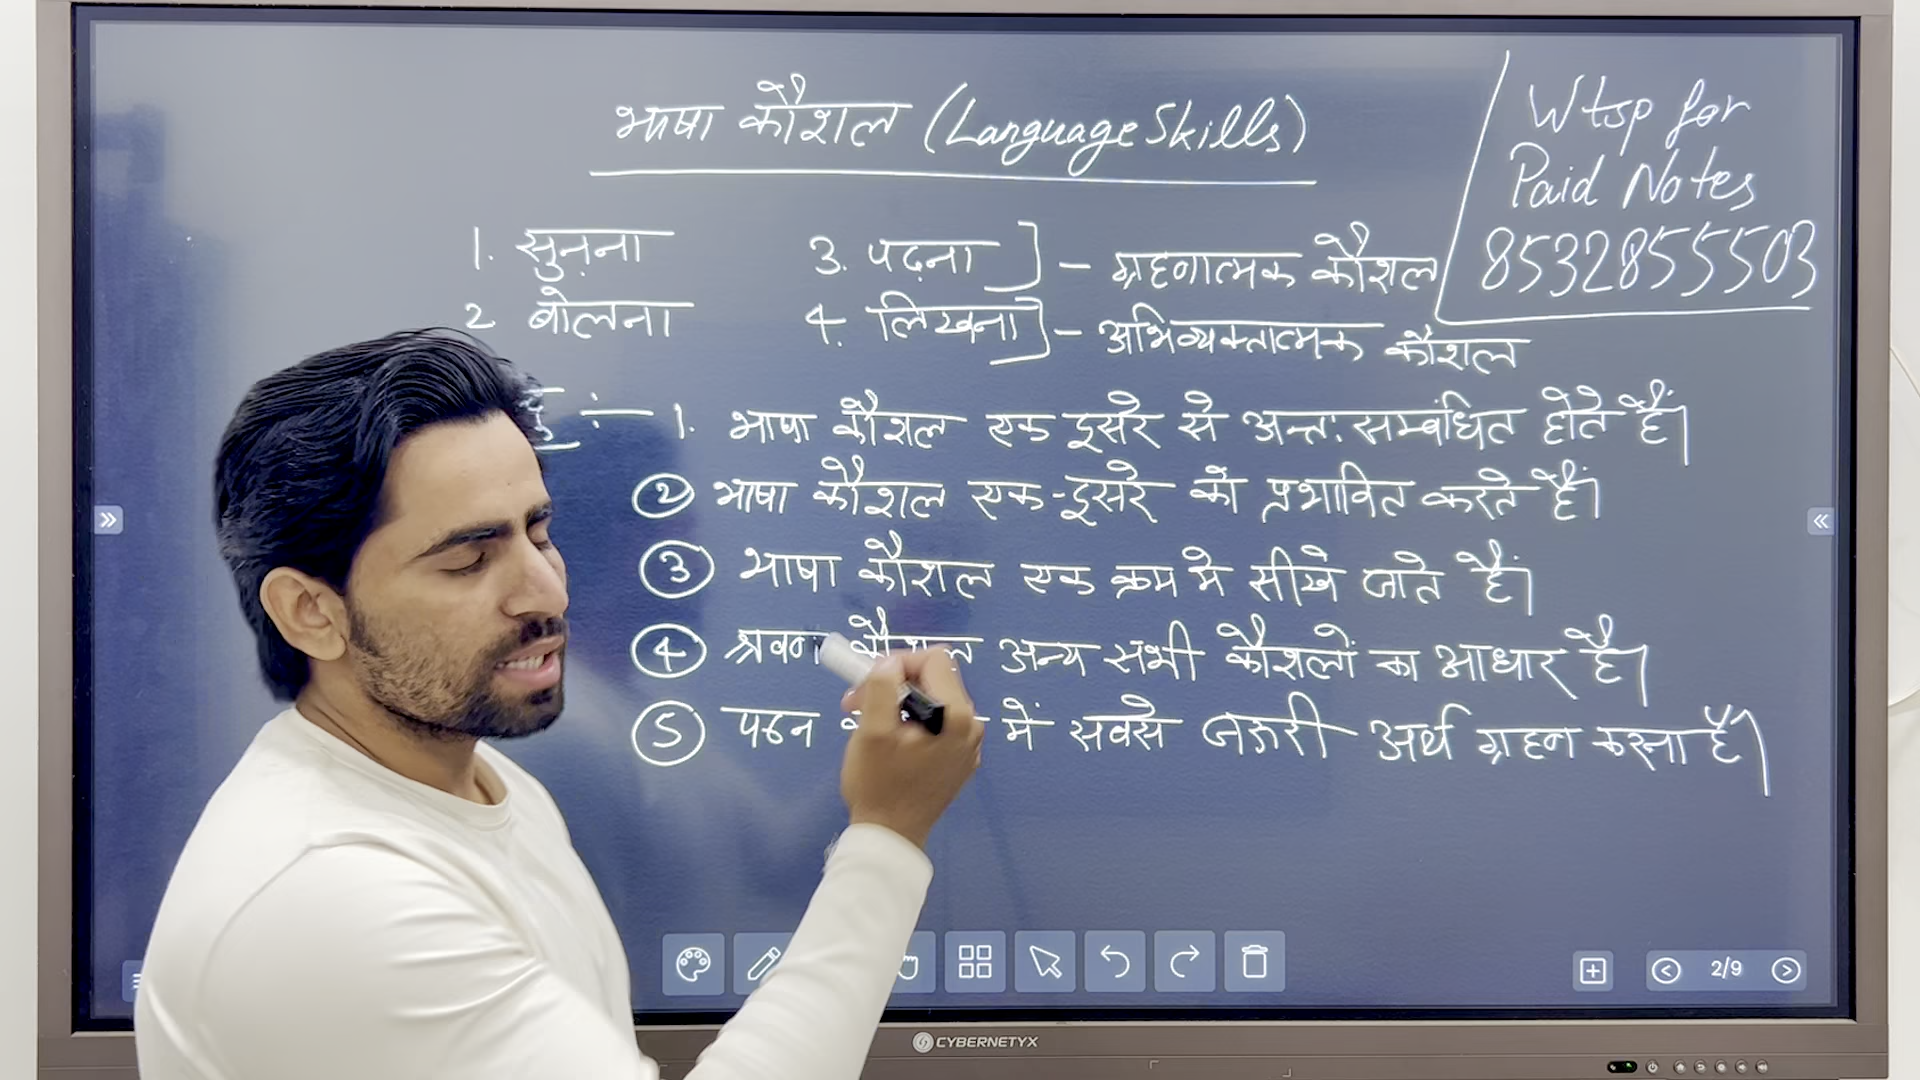 भाषा कौशल (Language Skills)
Wtsp for
Paid Notes
8532855503
1. सुनना 3. पढ़ना ] - ग्रहणात्मक कौशल
2. बोलना 4. लिखना ] - अभिव्यक्तात्मक कौशल
1. भाषा कौशल एक दूसरे से अन्त: सम्बंधित होते हैं।
2 भाषा कौशल एक-दूसरे को प्रभावित करते हैं।
3 भाषा कौशल एक क्रम मे सीखे जाते हैं।
4 श्रवण कौशल अन्य सभी कौशलों का आधार है।
5 पठन में सबसे जरुरी अर्थ ग्रहण करना है।
2/9
CYBERNETYX